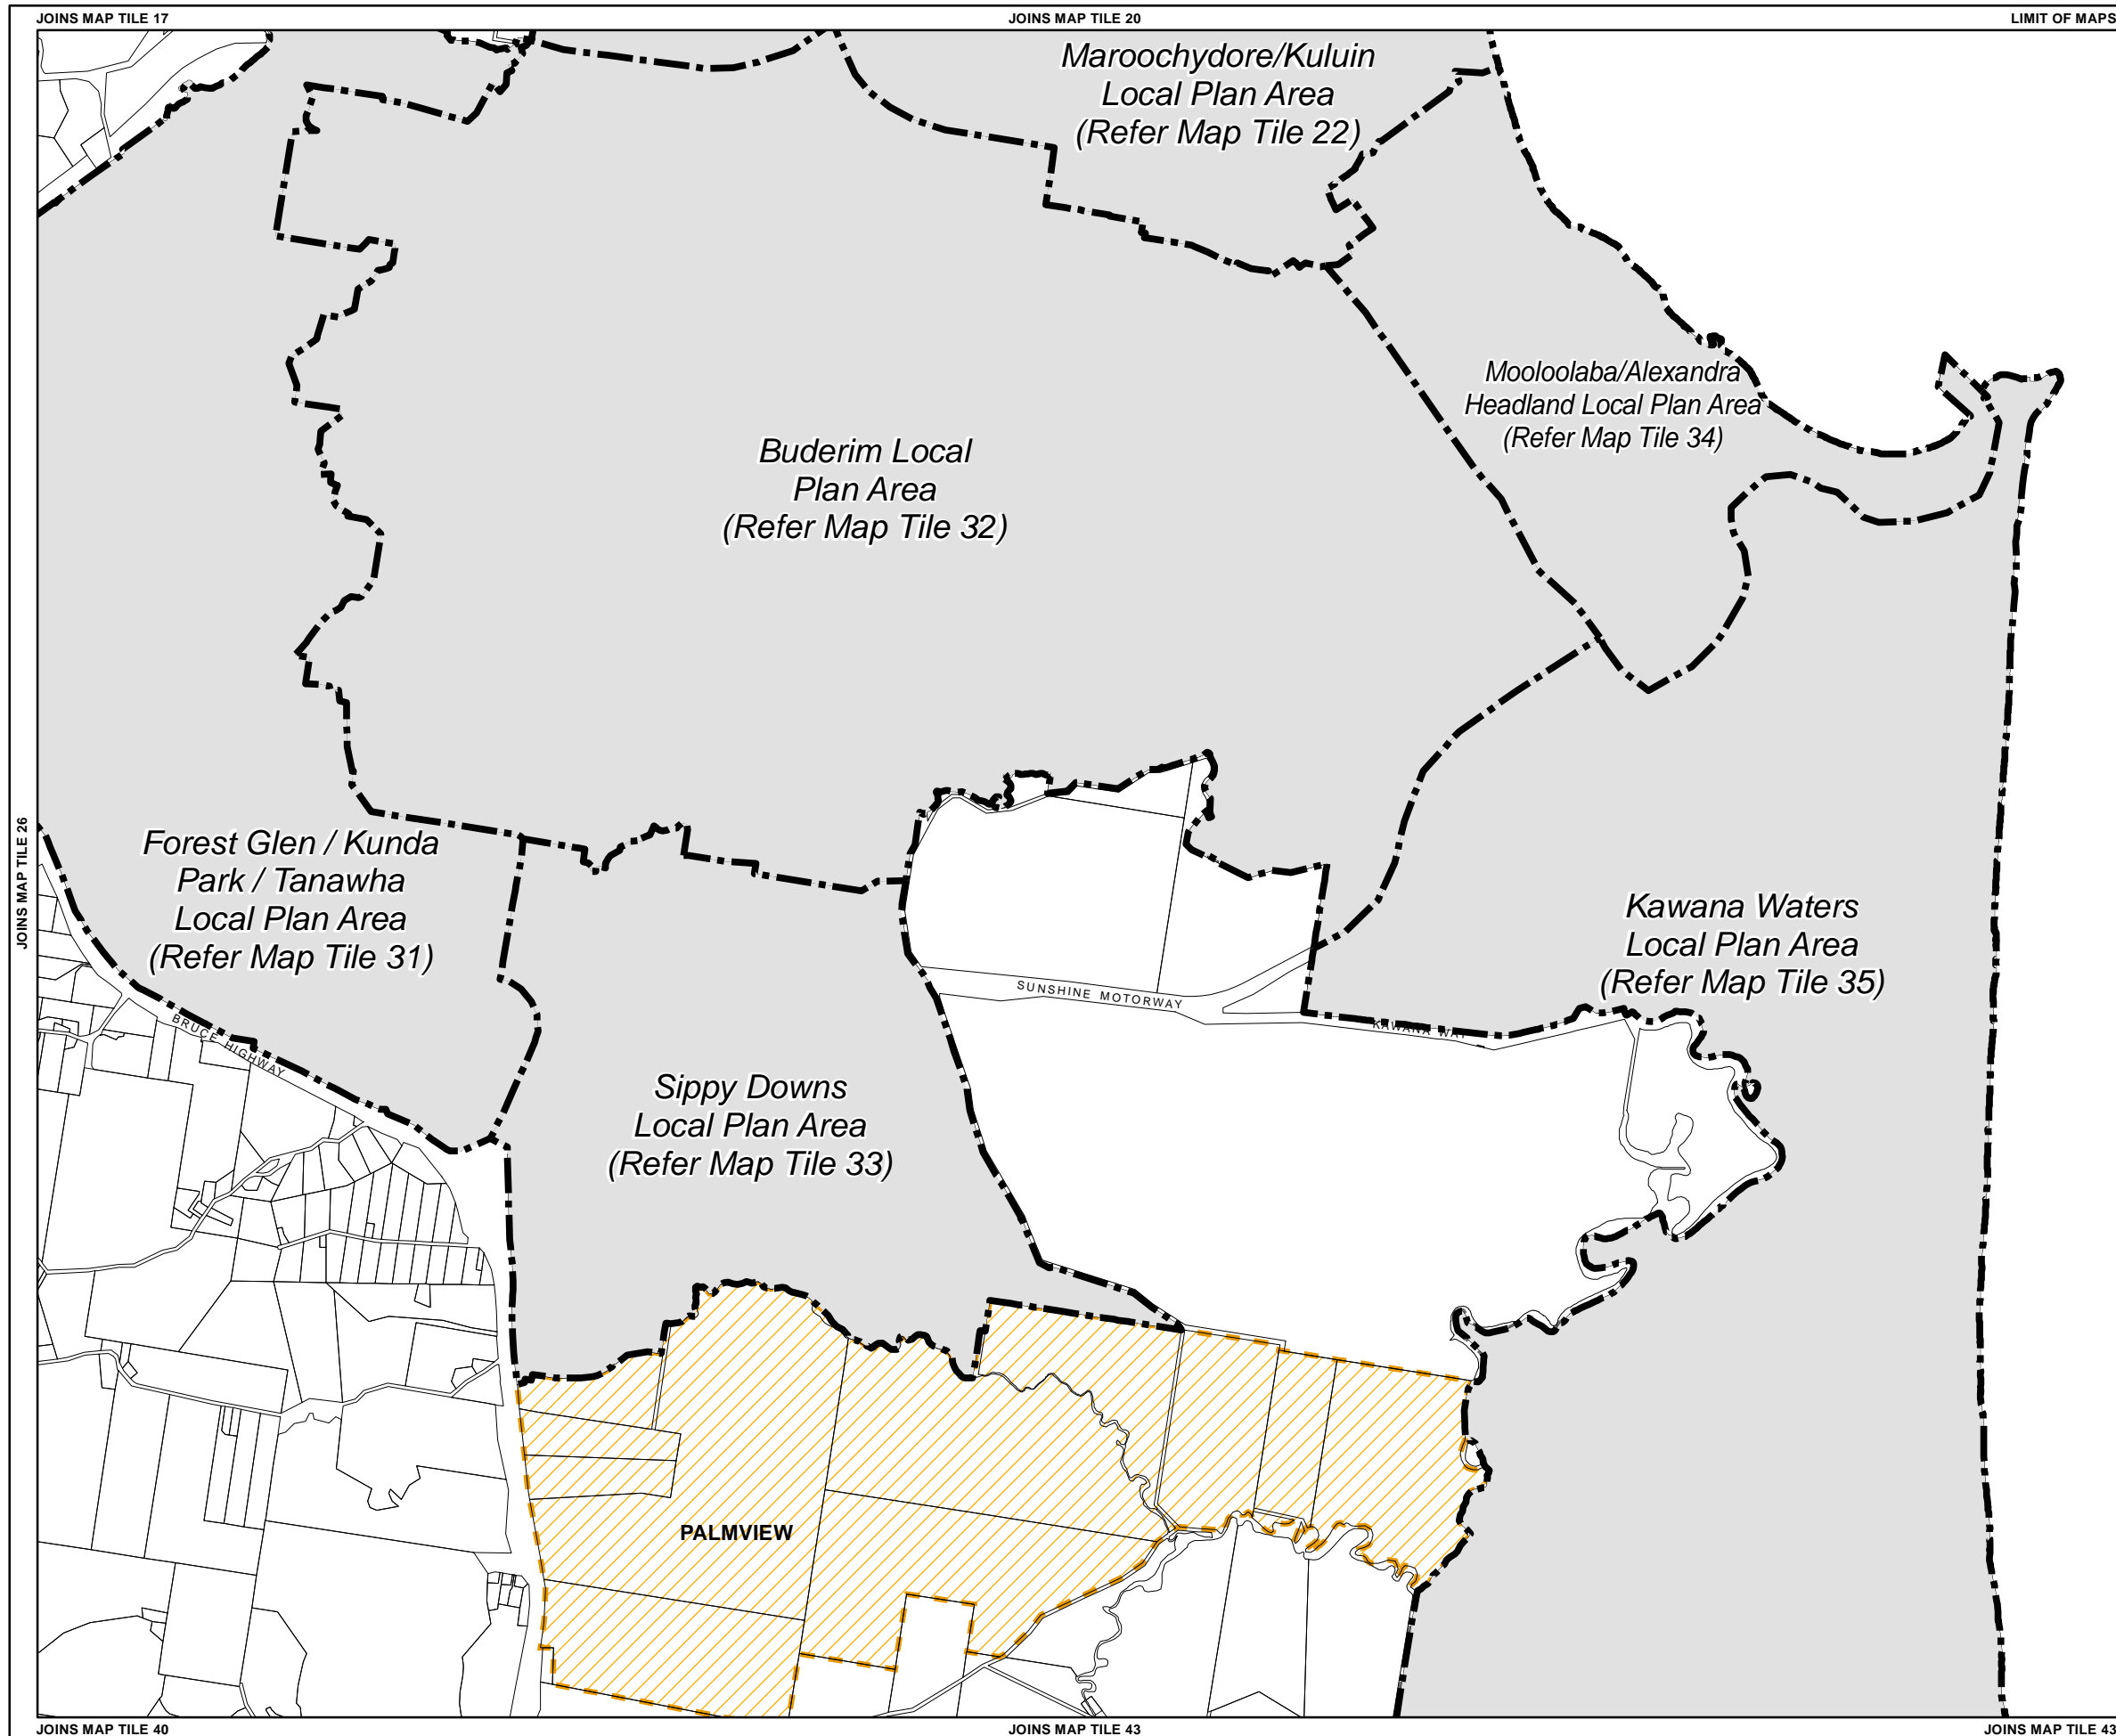 JOINS MAP TILE 17
JOINS MAP TILE 20
LIMIT OF MAPS
Maroochydore/Kuluin
Local Plan Area
(Refer Map Tile 22)
Mooloolaba/Alexandra
Headland Local Plan Area
(Refer Map Tile 34)
Buderim Local
Plan Area
(Refer Map Tile 32)
JOINS MAP TILE 26
Forest Glen / Kunda
Park / Tanawha
Local Plan Area
(Refer Map Tile 31)
Kawana Waters
Local Plan Area
(Refer Map Tile 35)
SUNSHINE MOTORWAY
KAWANA WAY
BRUCE HIGHWAY
Sippy Downs
Local Plan Area
(Refer Map Tile 33)
PALMVIEW
JOINS MAP TILE 40
JOINS MAP TILE 43
JOINS MAP TILE 43